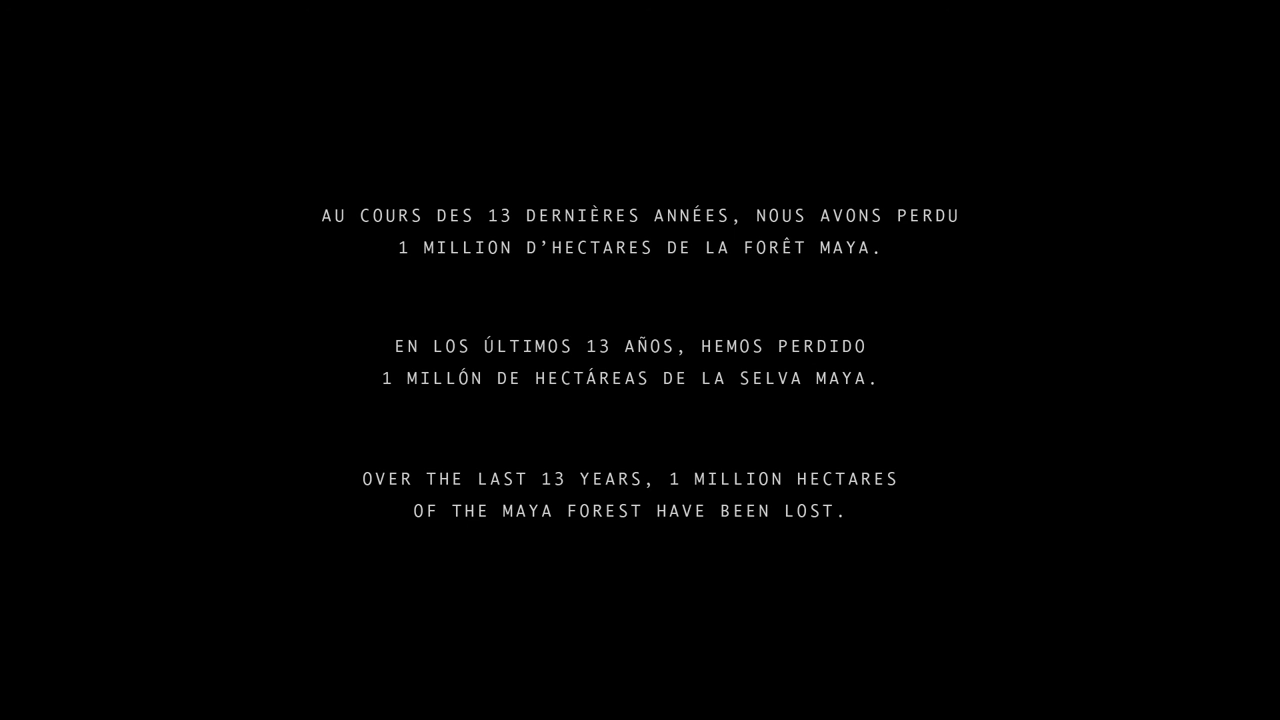 AU COURS DES 13 DERNIÈRES ANNÉES, NOUS AVONS PERDU
1 MILLION D’HECTARES DE LA FORÊT MAYA.
EN LOS ÚLTIMOS 13 AÑOS, HEMOS PERDIDO
1 MILLÓN DE HECTÁREAS DE LA SELVA MAYA.
OVER THE LAST 13 YEARS, 1 MILLION HECTARES
OF THE MAYA FOREST HAVE BEEN LOST.